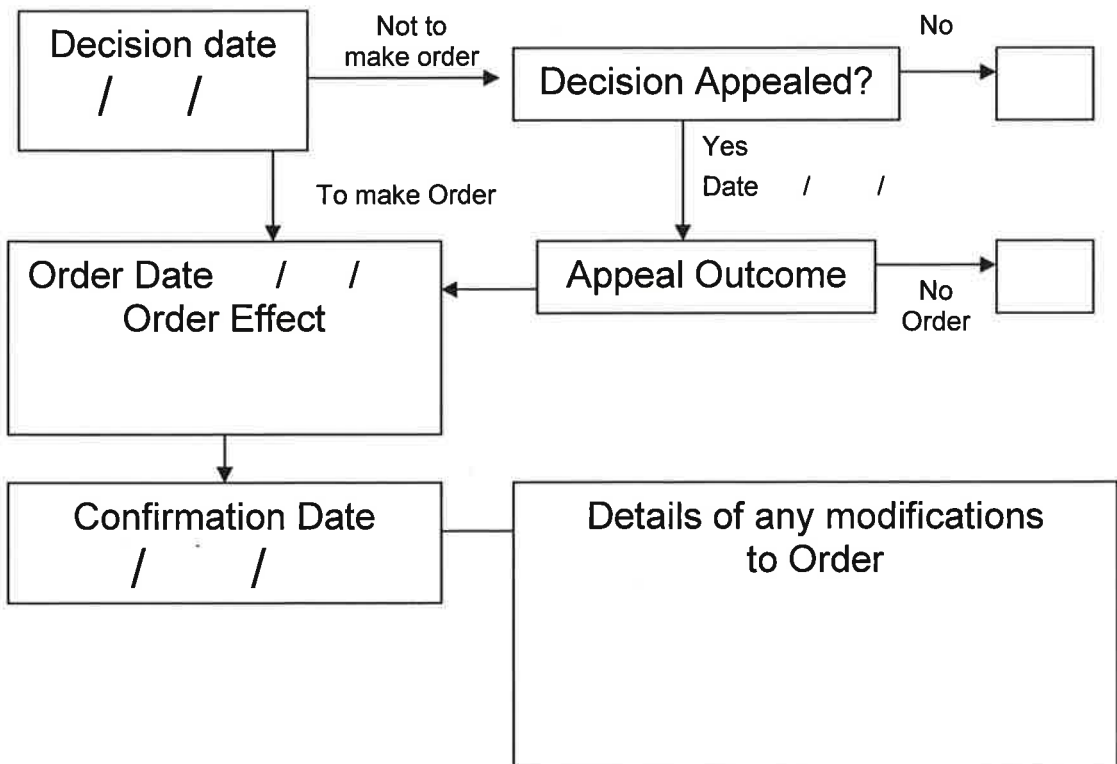 Decision date
/ /
Not to
make order
Decision Appealed?
No
Yes
Date / /
To make Order
Order Date / /
Order Effect
Appeal Outcome
No
Order
Confirmation Date
/ /
Details of any modifications
to Order